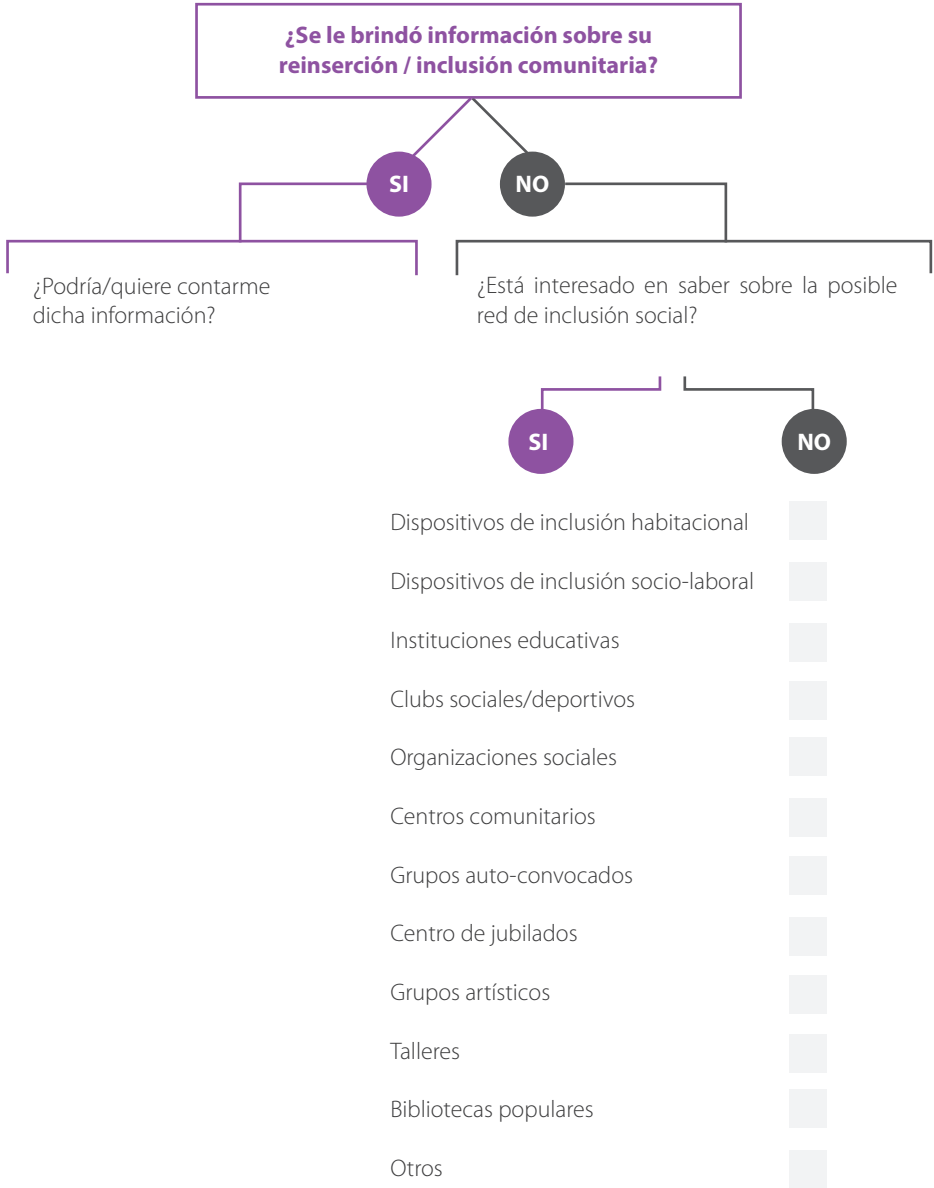 ¿Se le brindó información sobre su
reinserción / inclusión comunitaria?
SI
NO
¿Podría/quiere contarme
dicha información?
¿Está interesado en saber sobre la posible
red de inclusión social?
SI
NO
Dispositivos de inclusión habitacional
Dispositivos de inclusión socio-laboral
Instituciones educativas
Clubs sociales/deportivos
Organizaciones sociales
Centros comunitarios
Grupos auto-convocados
Centro de jubilados
Grupos artísticos
Talleres
Bibliotecas populares
Otros